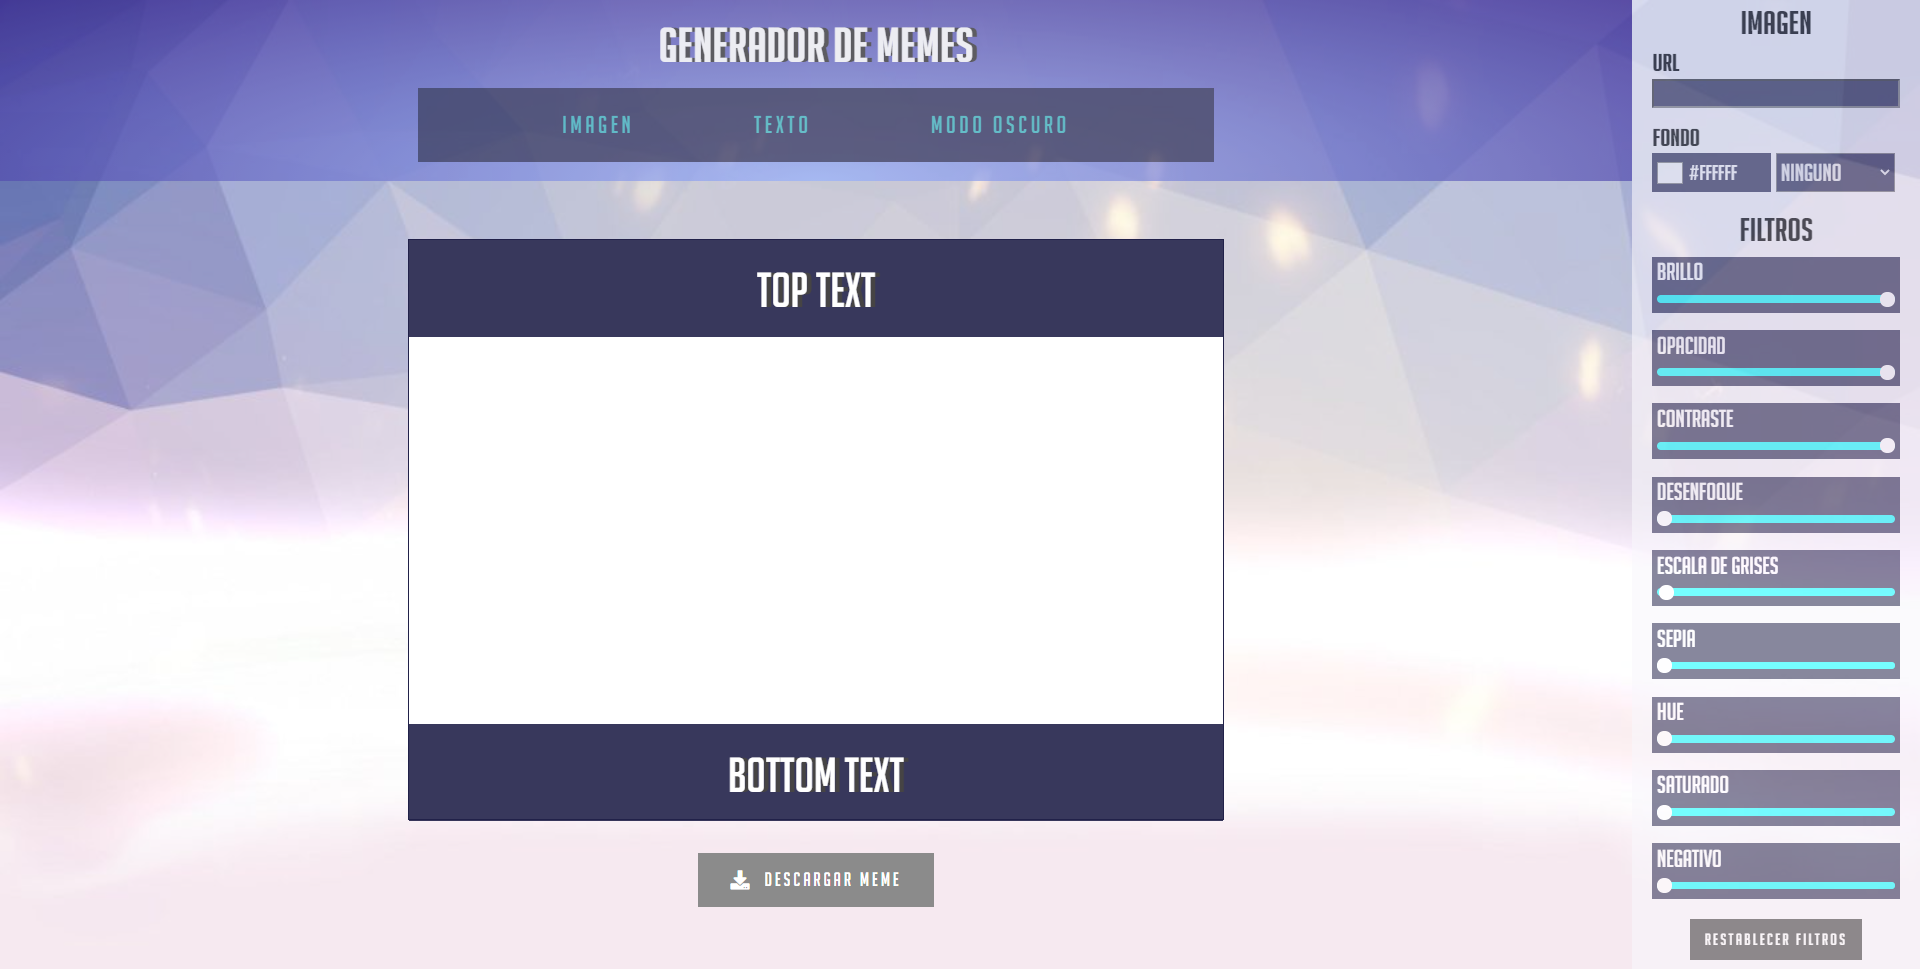 GENERADOR DE MEMES
IMAGEN
TEXTO
MODO OSCURO
TOP TEXT
BOTTOM TEXT
DESCARGAR MEME
IMAGEN
URL
FONDO
#FFFFFF
NINGUNO
FILTROS
BRILLO
OPACIDAD
CONTRASTE
DESENFOQUE
ESCALA DE GRISES
SEPIA
HUE
SATURADO
NEGATIVO
RESTABLECER FILTROS